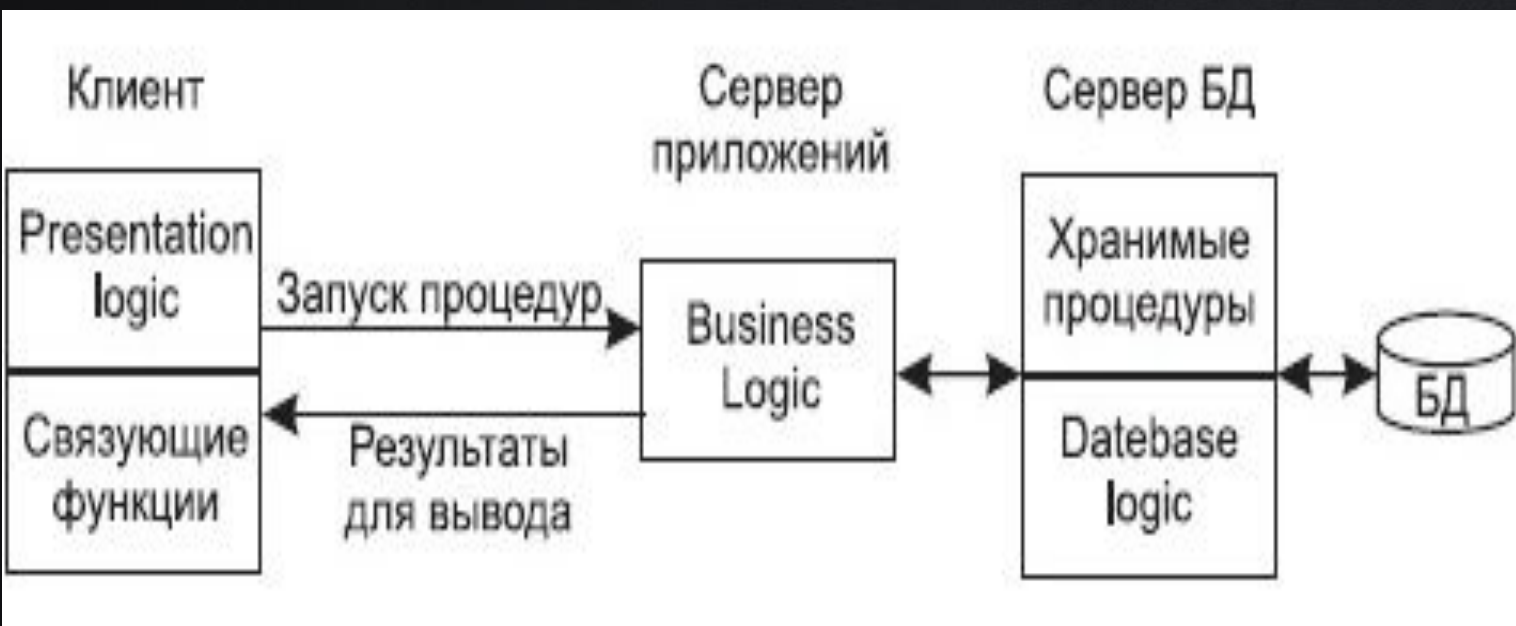 Клиент
Presentation
logic
Связующие
функции
Запуск процедур
Результаты
для вывода
Сервер
приложений
Business
Logic
Сервер БД
Хранимые
процедуры
Datebase
logic
БД